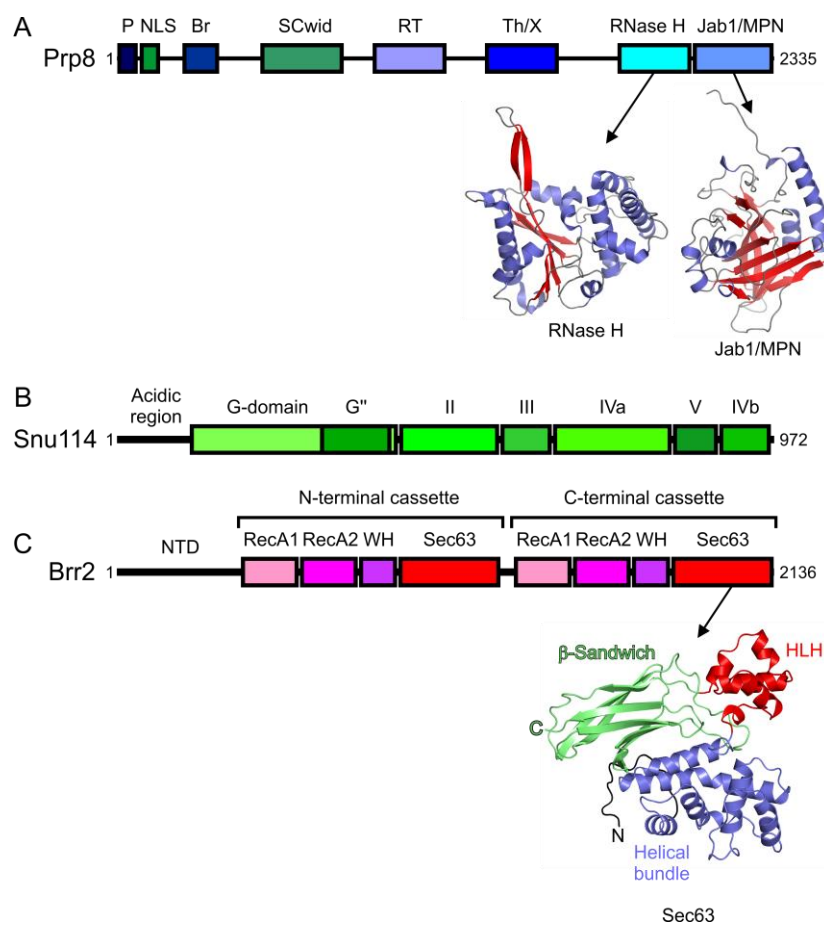 A
P NLS Br SCwid RT Th/X RNase H Jab1/MPN
Prp8 1 2335
RNase H
Jab1/MPN
B
Acidic
region
G-domain G" II III IVa V IVb
Snu114 1 972
N-terminal cassette C-terminal cassette
C
NTD RecA1 RecA2 WH Sec63 RecA1 RecA2 WH Sec63
Brr2 1 2136
β-Sandwich HLH
C
N
Helical
bundle
Sec63